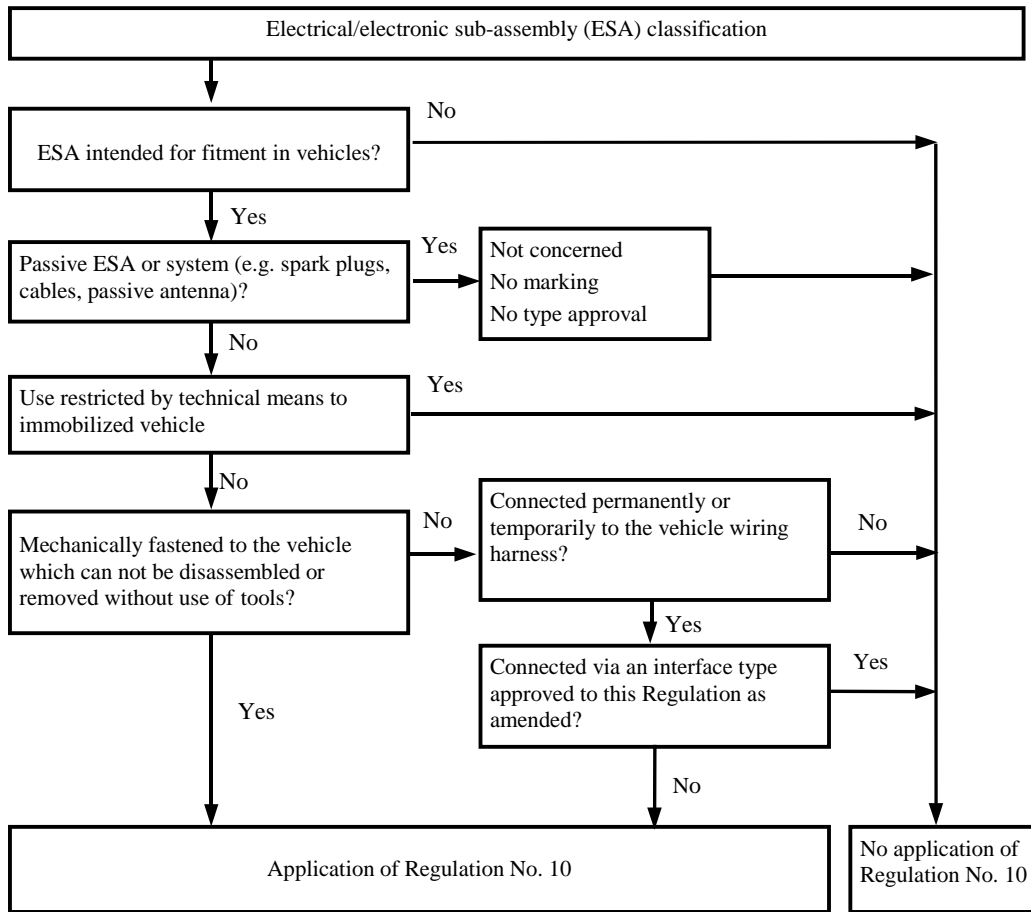 Electrical/electronic sub-assembly (ESA) classification
No
ESA intended for fitment in vehicles?
Yes
Passive ESA or system (e.g. spark plugs,
cables, passive antenna)?
Yes
Not concerned
No marking
No type approval
No
Use restricted by technical means to
immobilized vehicle
Yes
No
Mechanically fastened to the vehicle
which can not be disassembled or
removed without use of tools?
No
Connected permanently or
temporarily to the vehicle wiring
harness?
No
Yes
Connected via an interface type
approved to this Regulation as
amended?
Yes
Yes
No
Application of Regulation No. 10
No application of
Regulation No. 10